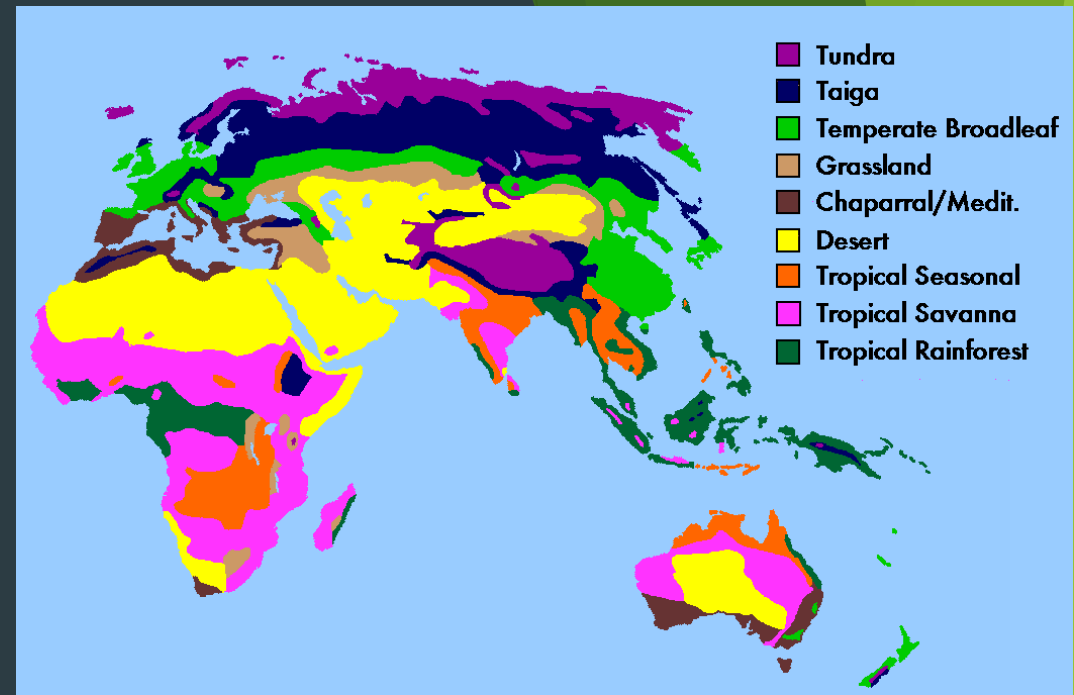 Tundra
Taiga
Temperate Broadleaf
Grassland
Chaparral/Medit.
Desert
Tropical Seasonal
Tropical Savanna
Tropical Rainforest